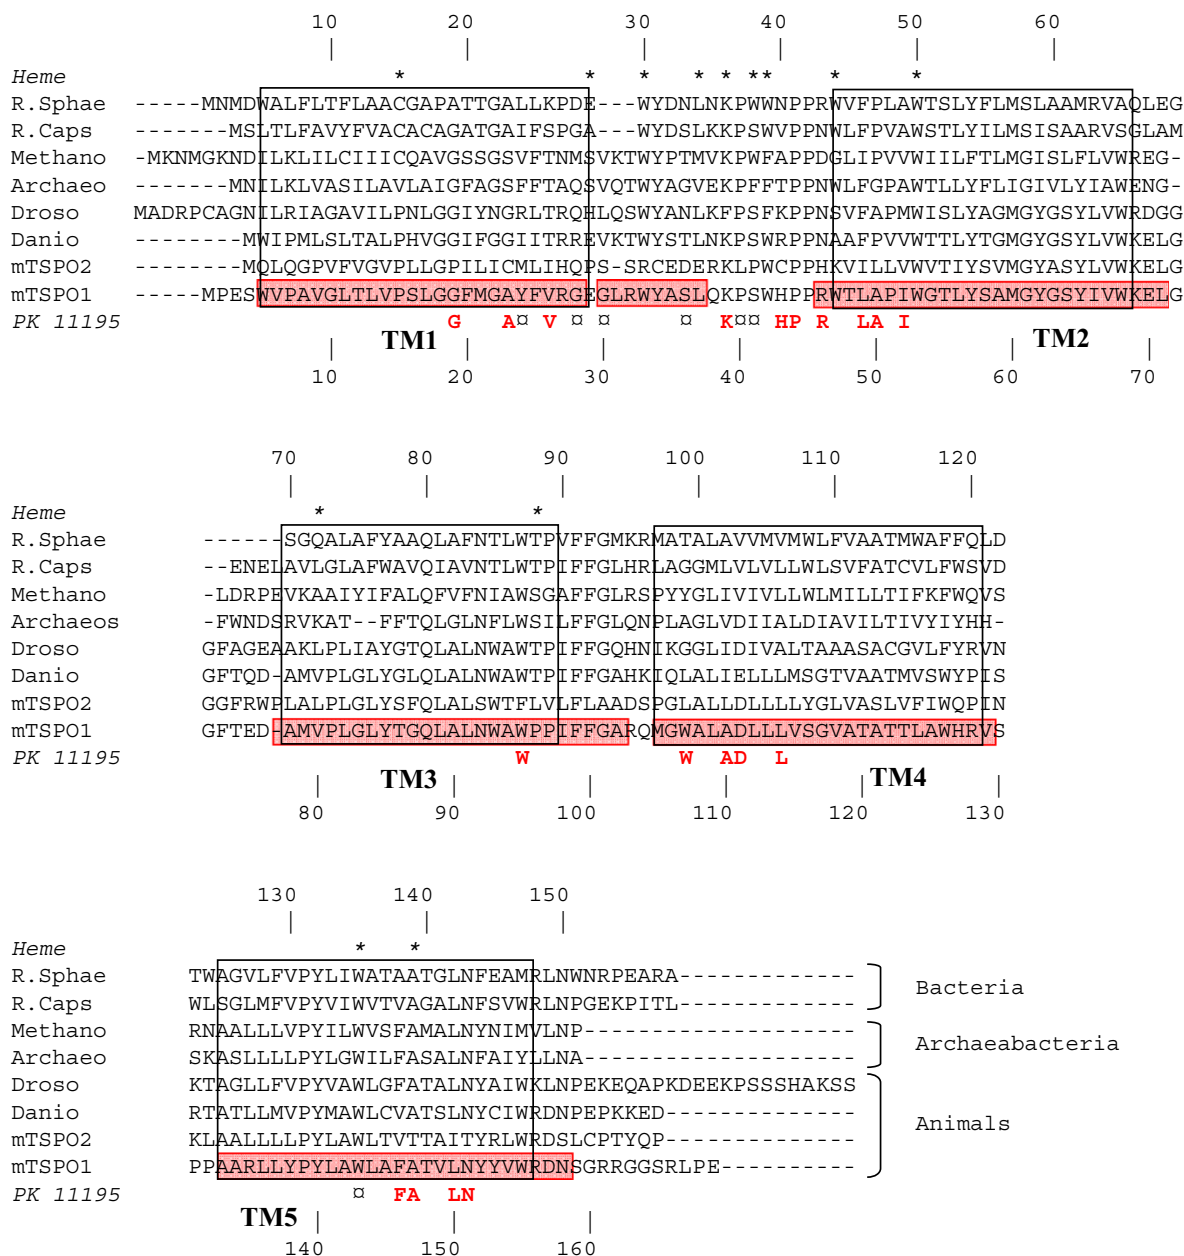 10 20 30 40 50 60
| | | | | |
Heme * * * * * * * * *
R.Sphae -----MNMDWALFLTFLAACGAPATTGALLKPDE---WYDNLNKPWWNPPRWVFPLAWTSLYFLMSLAAMRVAQLEG
R.Caps -------MSLTLFAVYFVACACAGATGAIFSPGA---WYDSLKKPSWVPPNWLFPVAWSTLYILMSISAARVSGLAM
Methano -MKNMGKNDILKLILCIIICQAVGSSGSVFTNMSVKTWYPTMVKPWFAPPDGLIPVVWIILFTLMGISLFLVWREG-
Archaeo -------MNILKLVASILAVLAIGFAGSFFTAQSVQTWYAGVEKPFFTPPNWLFGPAWTLLYFLIGIVLYIAWENG-
Droso MADRPCAGNILRIAGAVILPNLGGIYNGRLTRQHLQSWYANLKFPSFKPPNSVFAPMWISLYAGMGYGSYLVWRDGG
Danio --------MWIPMLSLTALPHVGGIFGGIITRREVKTWYSTLNKPSWRPPNAAFPVVWTTLYTGMGYGSYLVWKELG
mTSPO2 --------MQLQGPVFVGVPLLGPILICMLIHQPS-SRCEDERKLPWCPPHKVILLVWVTIYSVMGYASYLVWKELG
mTSPO1 -----MPESWVPAVGLTLVPSLGGFMGAYFVRGEGLRWYASLQKPSWHPPRWTLAPIWGTLYSAMGYGSYIVWKELG
PK 11195 G A¤ V ¤ ¤ ¤ K¤¤ HP R LA I
TM1 TM2
| | | | | | |
10 20 30 40 50 60 70
70 80 90 100 110 120
| | | | | |
Heme * *
R.Sphae ------SGQALAFYAAQLAFNTLWTPVFFGMKRMATALAVVMVMWLFVAATMWAFFQLD
R.Caps --ENELAVLGLAFWAVQIAVNTLWTPIFFGLHRLAGGMLVLVLLWLSVFATCVLFWSVD
Methano -LDRPEVKAAIYIFALQFVFNIAWSGAFFGLRSPYYGLIVIVLLWLMILLTIFKFWQVS
Archaeos -FWNDSRVKAT--FFTQLGLNFLWSILFFGLQNPLAGLVDIIALDIAVILTIVYIYHH-
Droso GFAGEAAKLPLIAYGTQLALNWAWTPIFFGQHNIKGGLIDIVALTAAASACGVLFYRVN
Danio GFTQD-AMVPLGLYGLQLALNWAWTPIFFGAHKIQLALIELLLMSGTVAATMVSWYPIS
mTSPO2 GGFRWPLALPLGLYSFQLALSWTFLVLFLAADSPGLALLDLLLLYGLVASLVFIWQPIN
mTSPO1 GFTED-AMVPLGLYTGQLALNWAWPPIFFGARQMGWALADLLLVSGVATATTLAWHRVS
PK 11195 W W AD L
TM3 TM4
| | | | | |
80 90 100 110 120 130
130 140 150
| | |
Heme * *
R.Sphae TWAGVLFVPYLIWATAATGLNFEAMRLNWNRPEARA-------------
R.Caps WLSGLMFVPYVIWVTVAGALNFSVWRLNPGEKPITL-------------
Bacteria
Methano RNAALLLVPYILWVSFAMALNYNIMVLNP--------------------
Archaeo SKASLLLLPYLGWILFASALNFAIYLLNA--------------------
Archaeabacteria
Droso KTAGLLFVPYVAWLGFATALNYAIWKLNPEKEQAPKDEEKPSSSHAKSS
Danio RTATLLMVPYMAWLCVATSLNYCIWRDNPEPKKED--------------
Animals
mTSPO2 KLAALLLLPYLAWLTVTTAITYRLWRDSLCPTYQP--------------
mTSPO1 PPAARLLYPYLAWLAFATVLNYYVWRDNSGRRGGSRLPE----------
PK 11195 ¤ FA LN
TM5
| | |
140 150 160